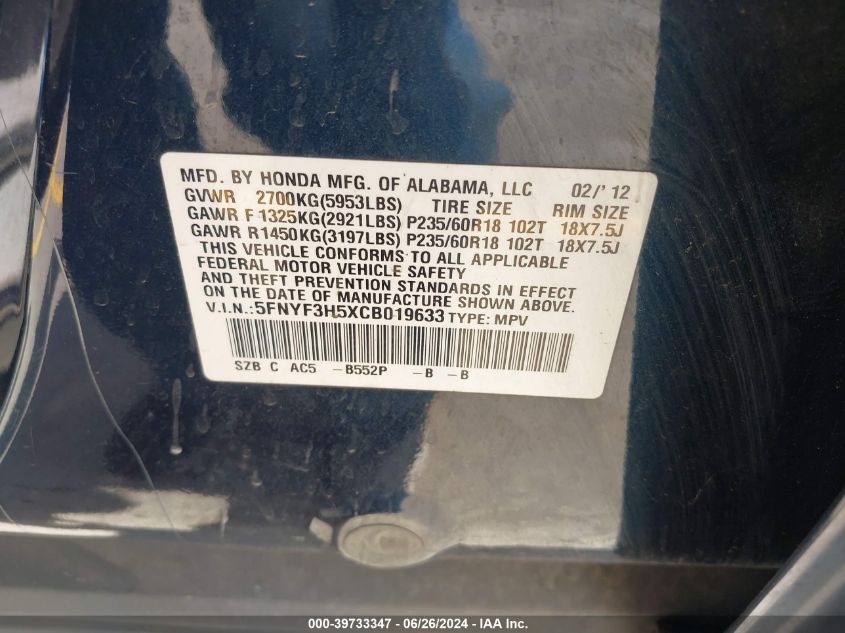 MFD. BY HONDA MFG. OF ALABAMA, LLC 02/'12
GVWR 2700KG(5953LBS) TIRE SIZE RIM SIZE
GAWR F 1325KG(2921LBS) P235/60R18 102T 18X7.5J
GAWR R1450KG(3197LBS) P235/60R18 102T 18X7.5J
THIS VEHICLE CONFORMS TO ALL APPLICABLE
FEDERAL MOTOR VEHICLE SAFETY
AND THEFT PREVENTION STANDARDS IN EFFECT
ON THE DATE OF MANUFACTURE SHOWN ABOVE.
V.I.N.:5FNYF3H5XCB019633 TYPE: MPV
SZB C AC5 -B552P -B -B
000-39733347 - 06/26/2024 - IAA Inc.